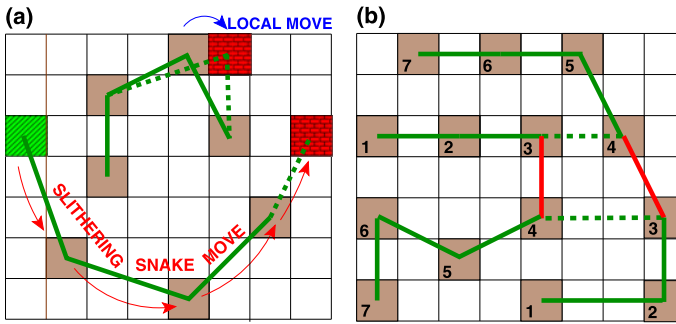 (a)
LOCAL MOVE
SLITHERING
SNAKE
MOVE
(b)
7 6 5
1 2 3 4
6 4 3
5
7 1 2